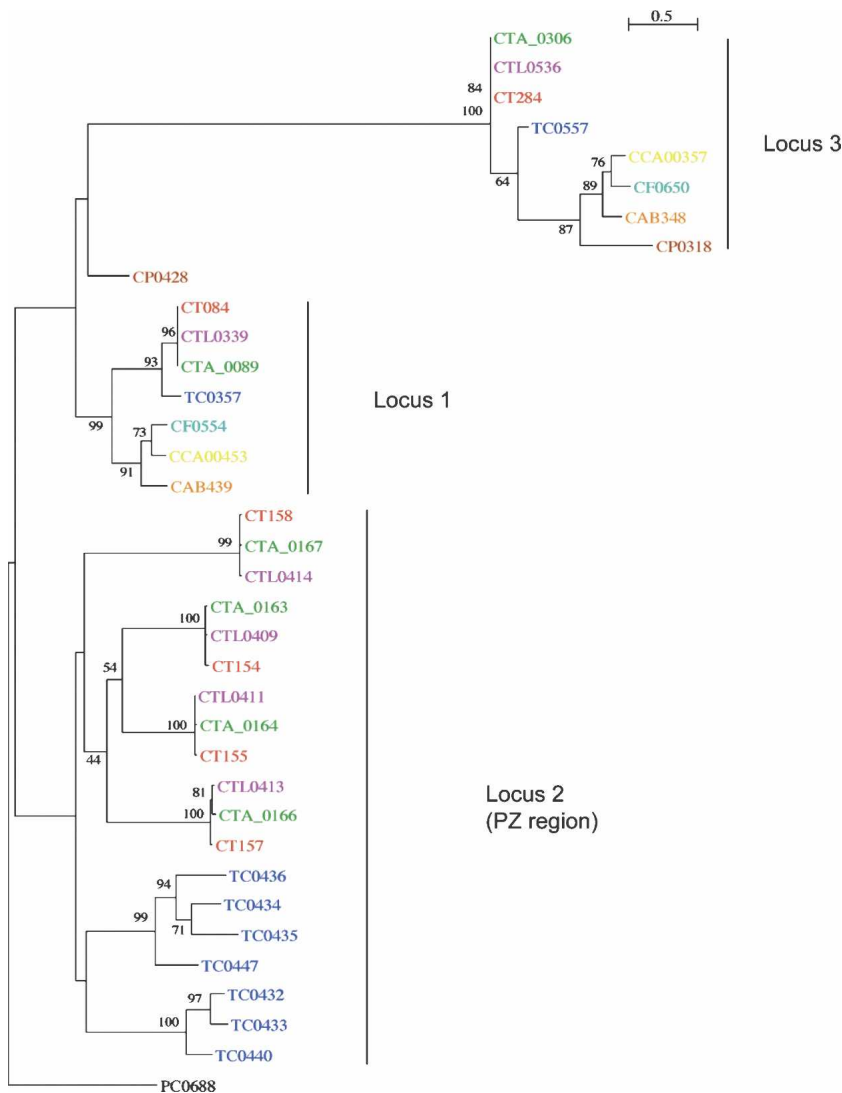 0.5
CTA_0306
CTL0536
84
CT284
100
TC0557
Locus 3
76
CCA00357
64
89
CF0650
CAB348
87
CP0318
CP0428
CT084
96
CTL0339
93
CTA_0089
TC0357
Locus 1
99
CF0554
73
CCA00453
91
CAB439
CT158
99
CTA_0167
CTL0414
CTA_0163
100
CTL0409
54
CT154
CTL0411
100
CTA_0164
44
CT155
CTL0413
81
Locus 2
(PZ region)
100
CTA_0166
CT157
TC0436
94
TC0434
99
71
TC0435
TC0447
TC0432
97
100
TC0433
TC0440
PC0688